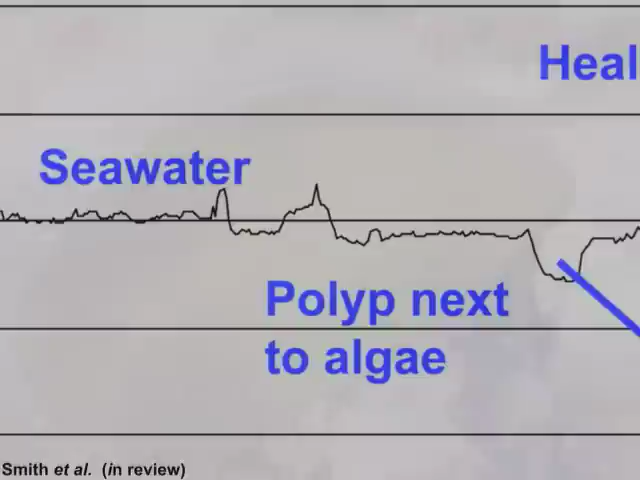 Heal
Seawater
Polyp next
to algae
Smith et al. (in review)